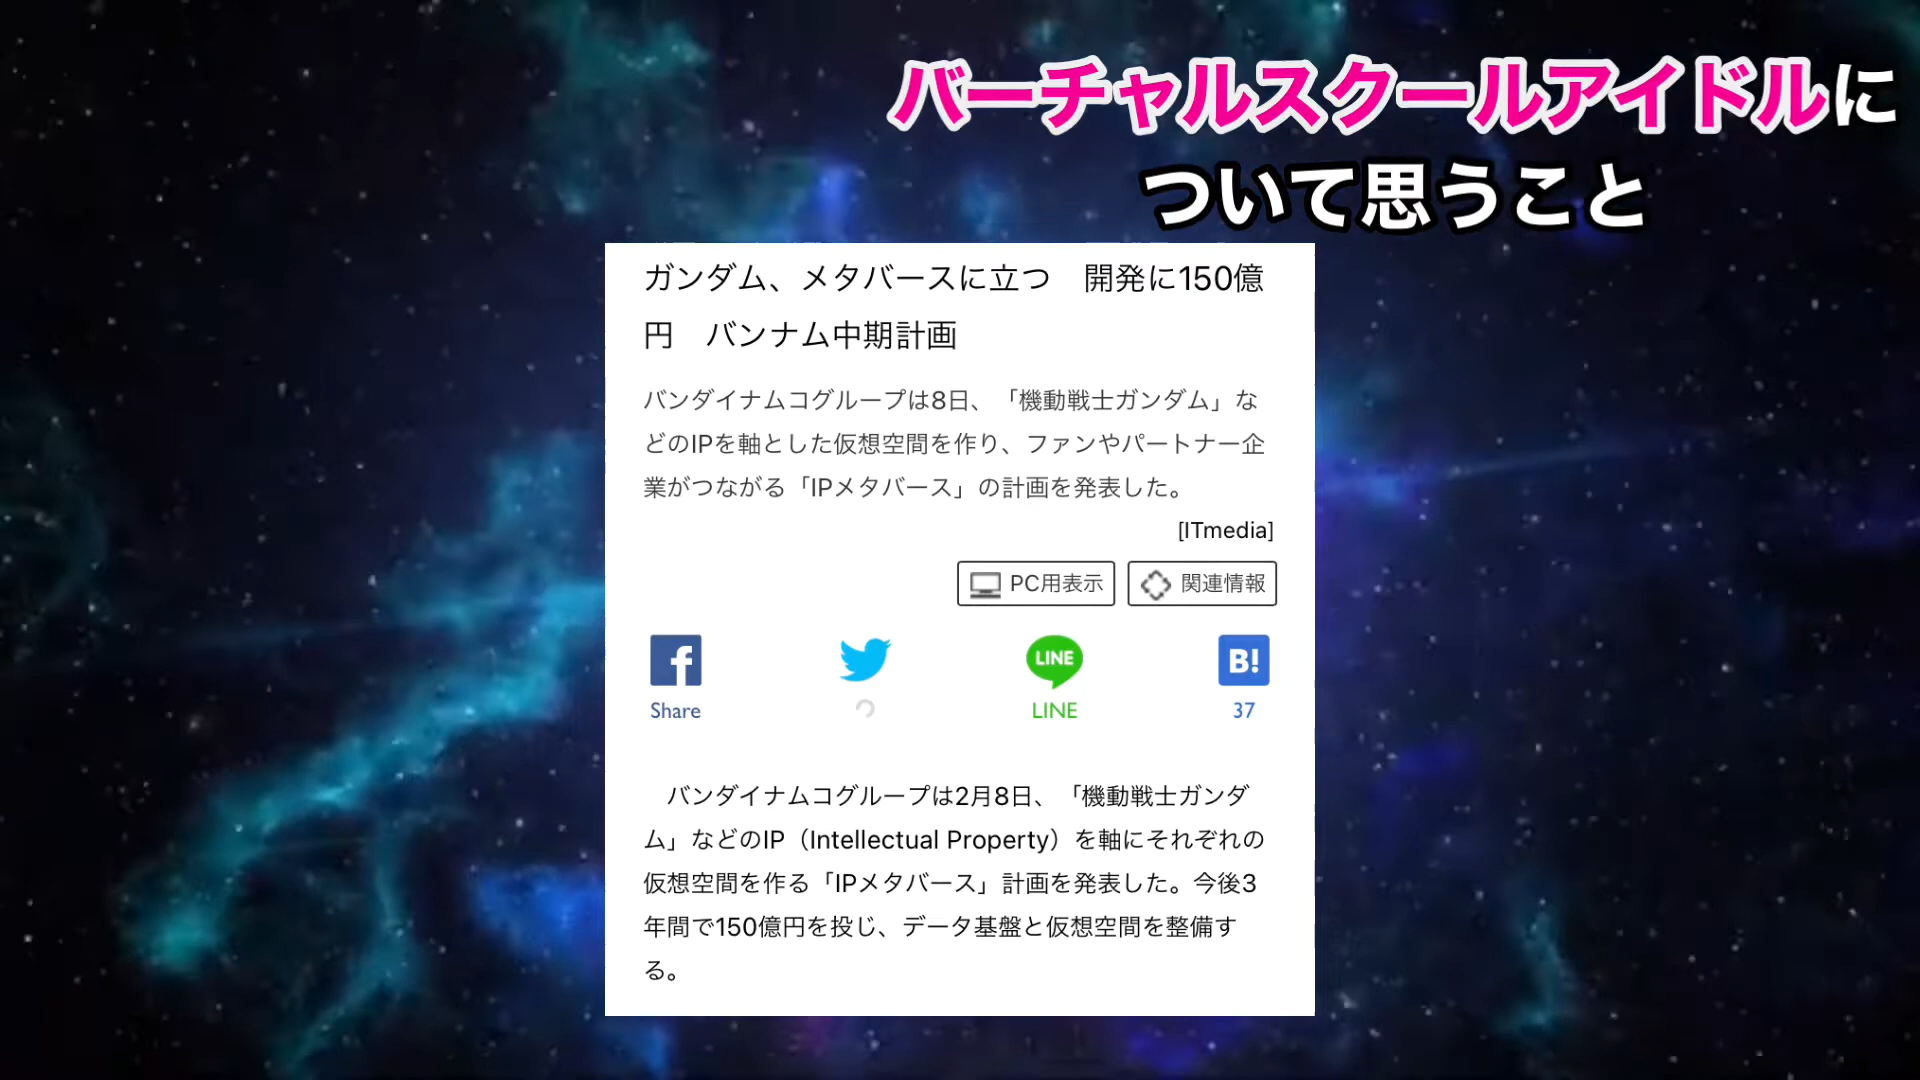 バーチャルスクールアイドルに
ついて思うこと
ガンダム、メタバースに立つ　開発に150億
円　バンナム中期計画
バンダイナムコグループは8日、「機動戦士ガンダム」な
どのIPを軸とした仮想空間を作り、ファンやパートナー企
業がつながる「IPメタバース」の計画を発表した。
[ITmedia]
PC用表示 関連情報
f LINE B!
Share LINE 37
　バンダイナムコグループは2月8日、「機動戦士ガンダ
ム」などのIP（Intellectual Property）を軸にそれぞれの
仮想空間を作る「IPメタバース」計画を発表した。今後3
年間で150億円を投じ、データ基盤と仮想空間を整備す
る。